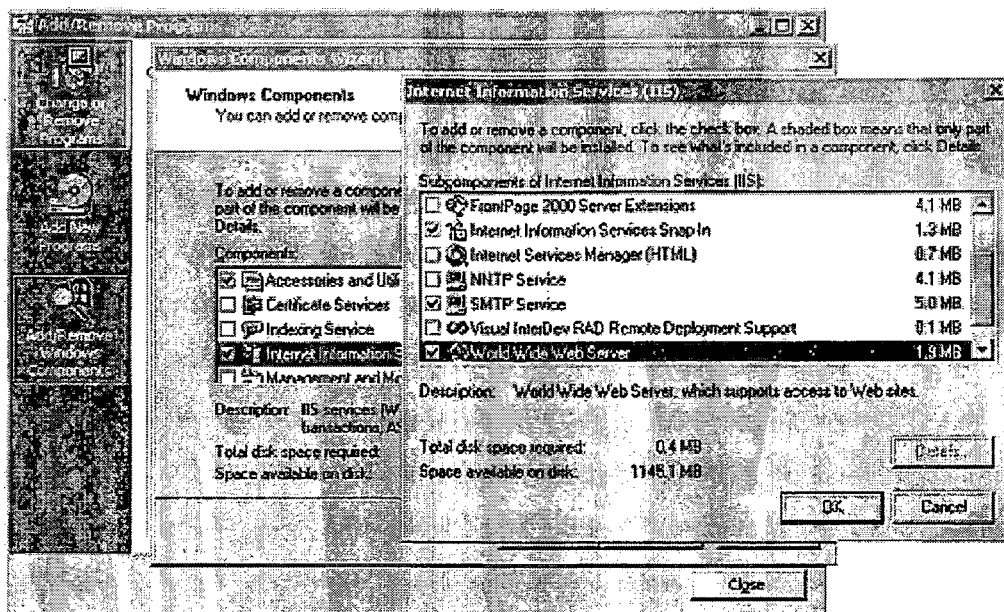 Add/Remove Programs
Change or
Remove
Programs
Add New
Programs
Add/Remove
Windows
Components
Windows Components Wizard
Windows Components
You can add or remove comp
To add or remove a compone
part of the component will be
Details.
Components:
Accessories and Utili
Certificate Services
Indexing Service
Internet Information S
Management and Mo
Description: IIS services (W
transactions, AS
Total disk space required:
Space available on disk:
Internet Information Services (IIS)
To add or remove a component, click the check box. A shaded box means that only part
of the component will be installed. To see what's included in a component, click Details.
Subcomponents of Internet Information Services (IIS):
FrontPage 2000 Server Extensions 4.1 MB
Internet Information Services Snap-In 1.3 MB
Internet Services Manager (HTML) 0.7 MB
NNTP Service 4.1 MB
SMTP Service 5.0 MB
Visual InterDev RAD Remote Deployment Support 0.1 MB
World Wide Web Server 1.9 MB
Description: World Wide Web Server, which supports access to Web sites.
Total disk space required: 0.4 MB
Space available on disk: 1145.1 MB
Details...
OK
Cancel
Close